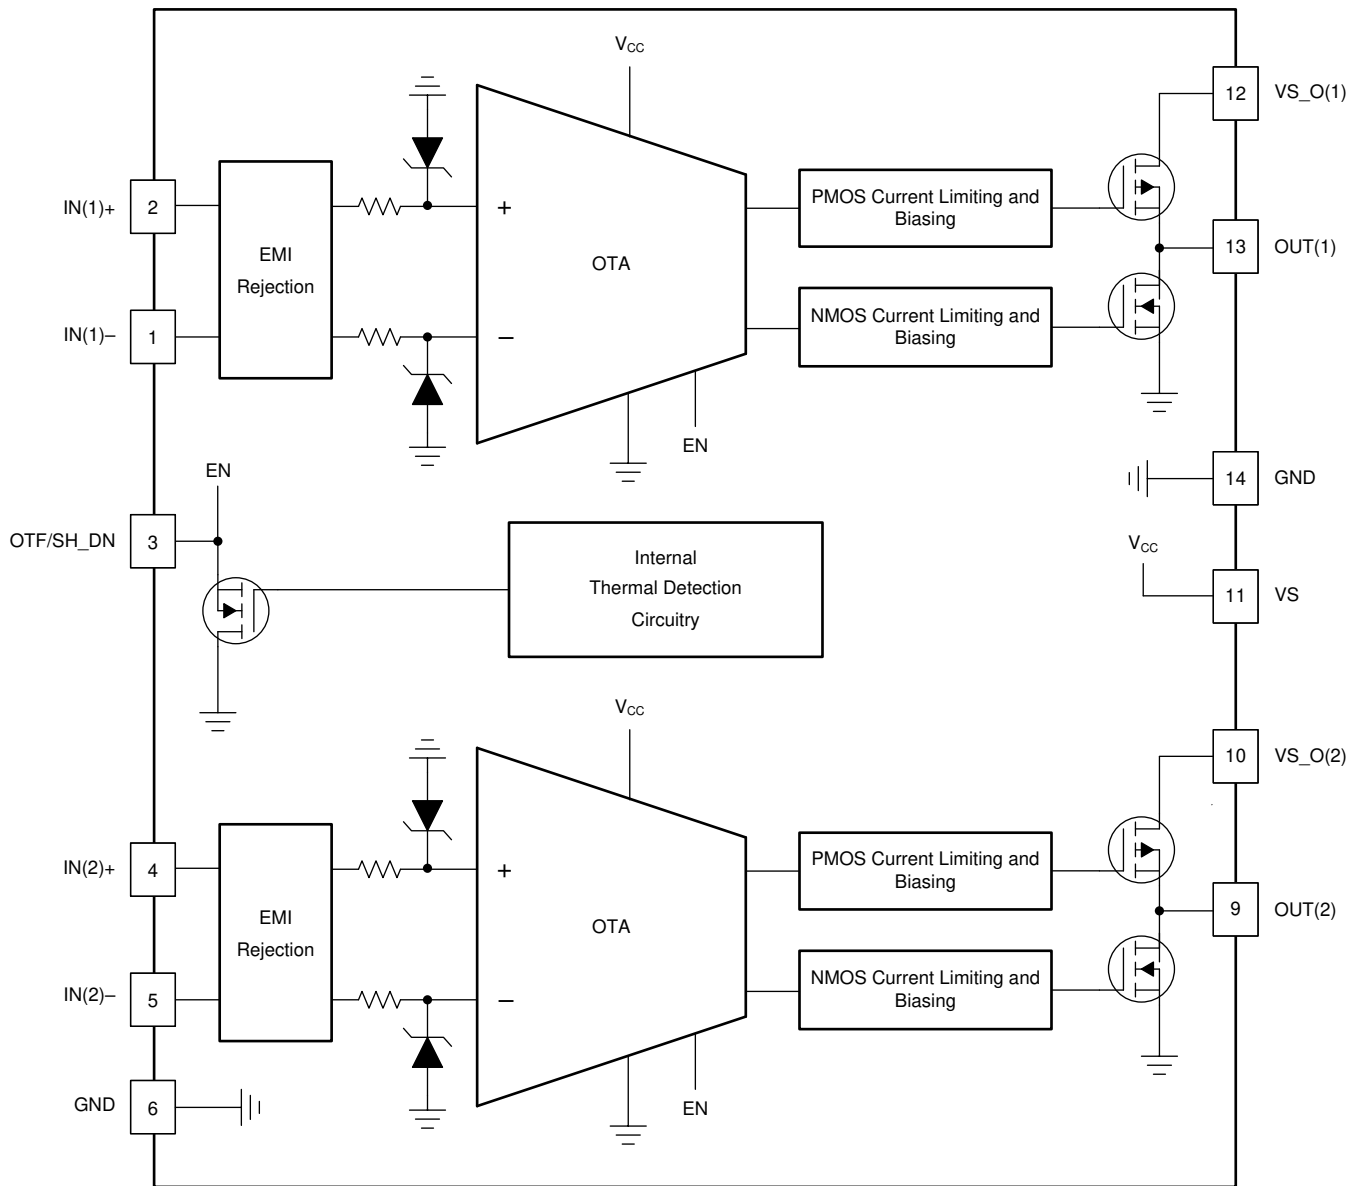 V_CC
12 VS_O(1)
IN(1)+ 2
EMI
Rejection
+
OTA
−
PMOS Current Limiting and
Biasing
13 OUT(1)
IN(1)− 1
NMOS Current Limiting and
Biasing
EN
EN
14 GND
OTF/SH_DN 3
Internal
Thermal Detection
Circuitry
V_CC
11 VS
V_CC
10 VS_O(2)
IN(2)+ 4
EMI
Rejection
+
OTA
−
PMOS Current Limiting and
Biasing
9 OUT(2)
IN(2)− 5
NMOS Current Limiting and
Biasing
GND 6
EN